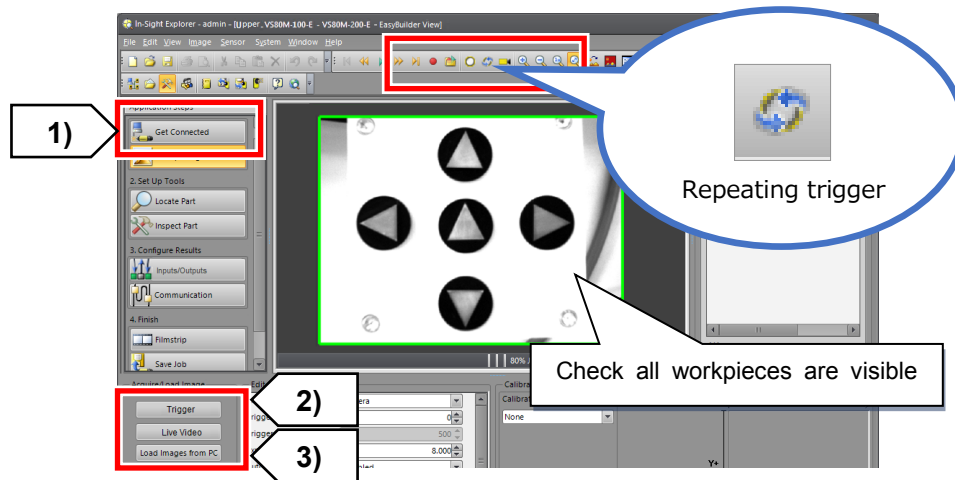 In-Sight Explorer - admin - [Upper, VS80M-100-E - VS80M-200-E - EasyBuilder View]
File Edit View Image Sensor System Window Help
Application Steps
1)
Get Connected
2. Set Up Tools
Locate Part
Inspect Part
3. Configure Results
Inputs/Outputs
Communication
4. Finish
Filmstrip
Save Job
Repeating trigger
80%
Check all workpieces are visible
Acquire/Load Image
Trigger
Live Video
Load Images from PC
2)
3)
0
500
8.000
None
Y+